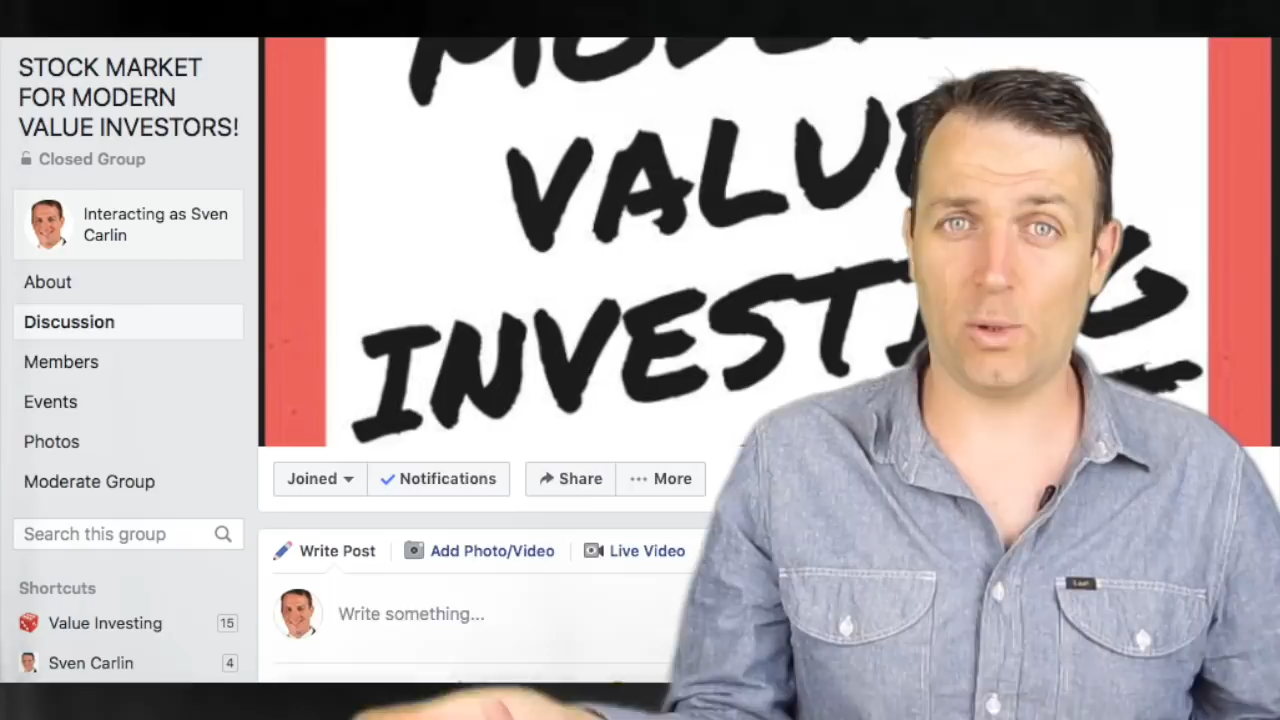 STOCK MARKET
FOR MODERN
VALUE INVESTORS!
Closed Group
Interacting as Sven
Carlin
About
Discussion
Members
Events
Photos
Moderate Group
Search this group
Shortcuts
Value Investing 15
Sven Carlin 4
VALUE
INVESTING
Joined
Notifications
Share
More
Write Post
Add Photo/Video
Live Video
Write something...